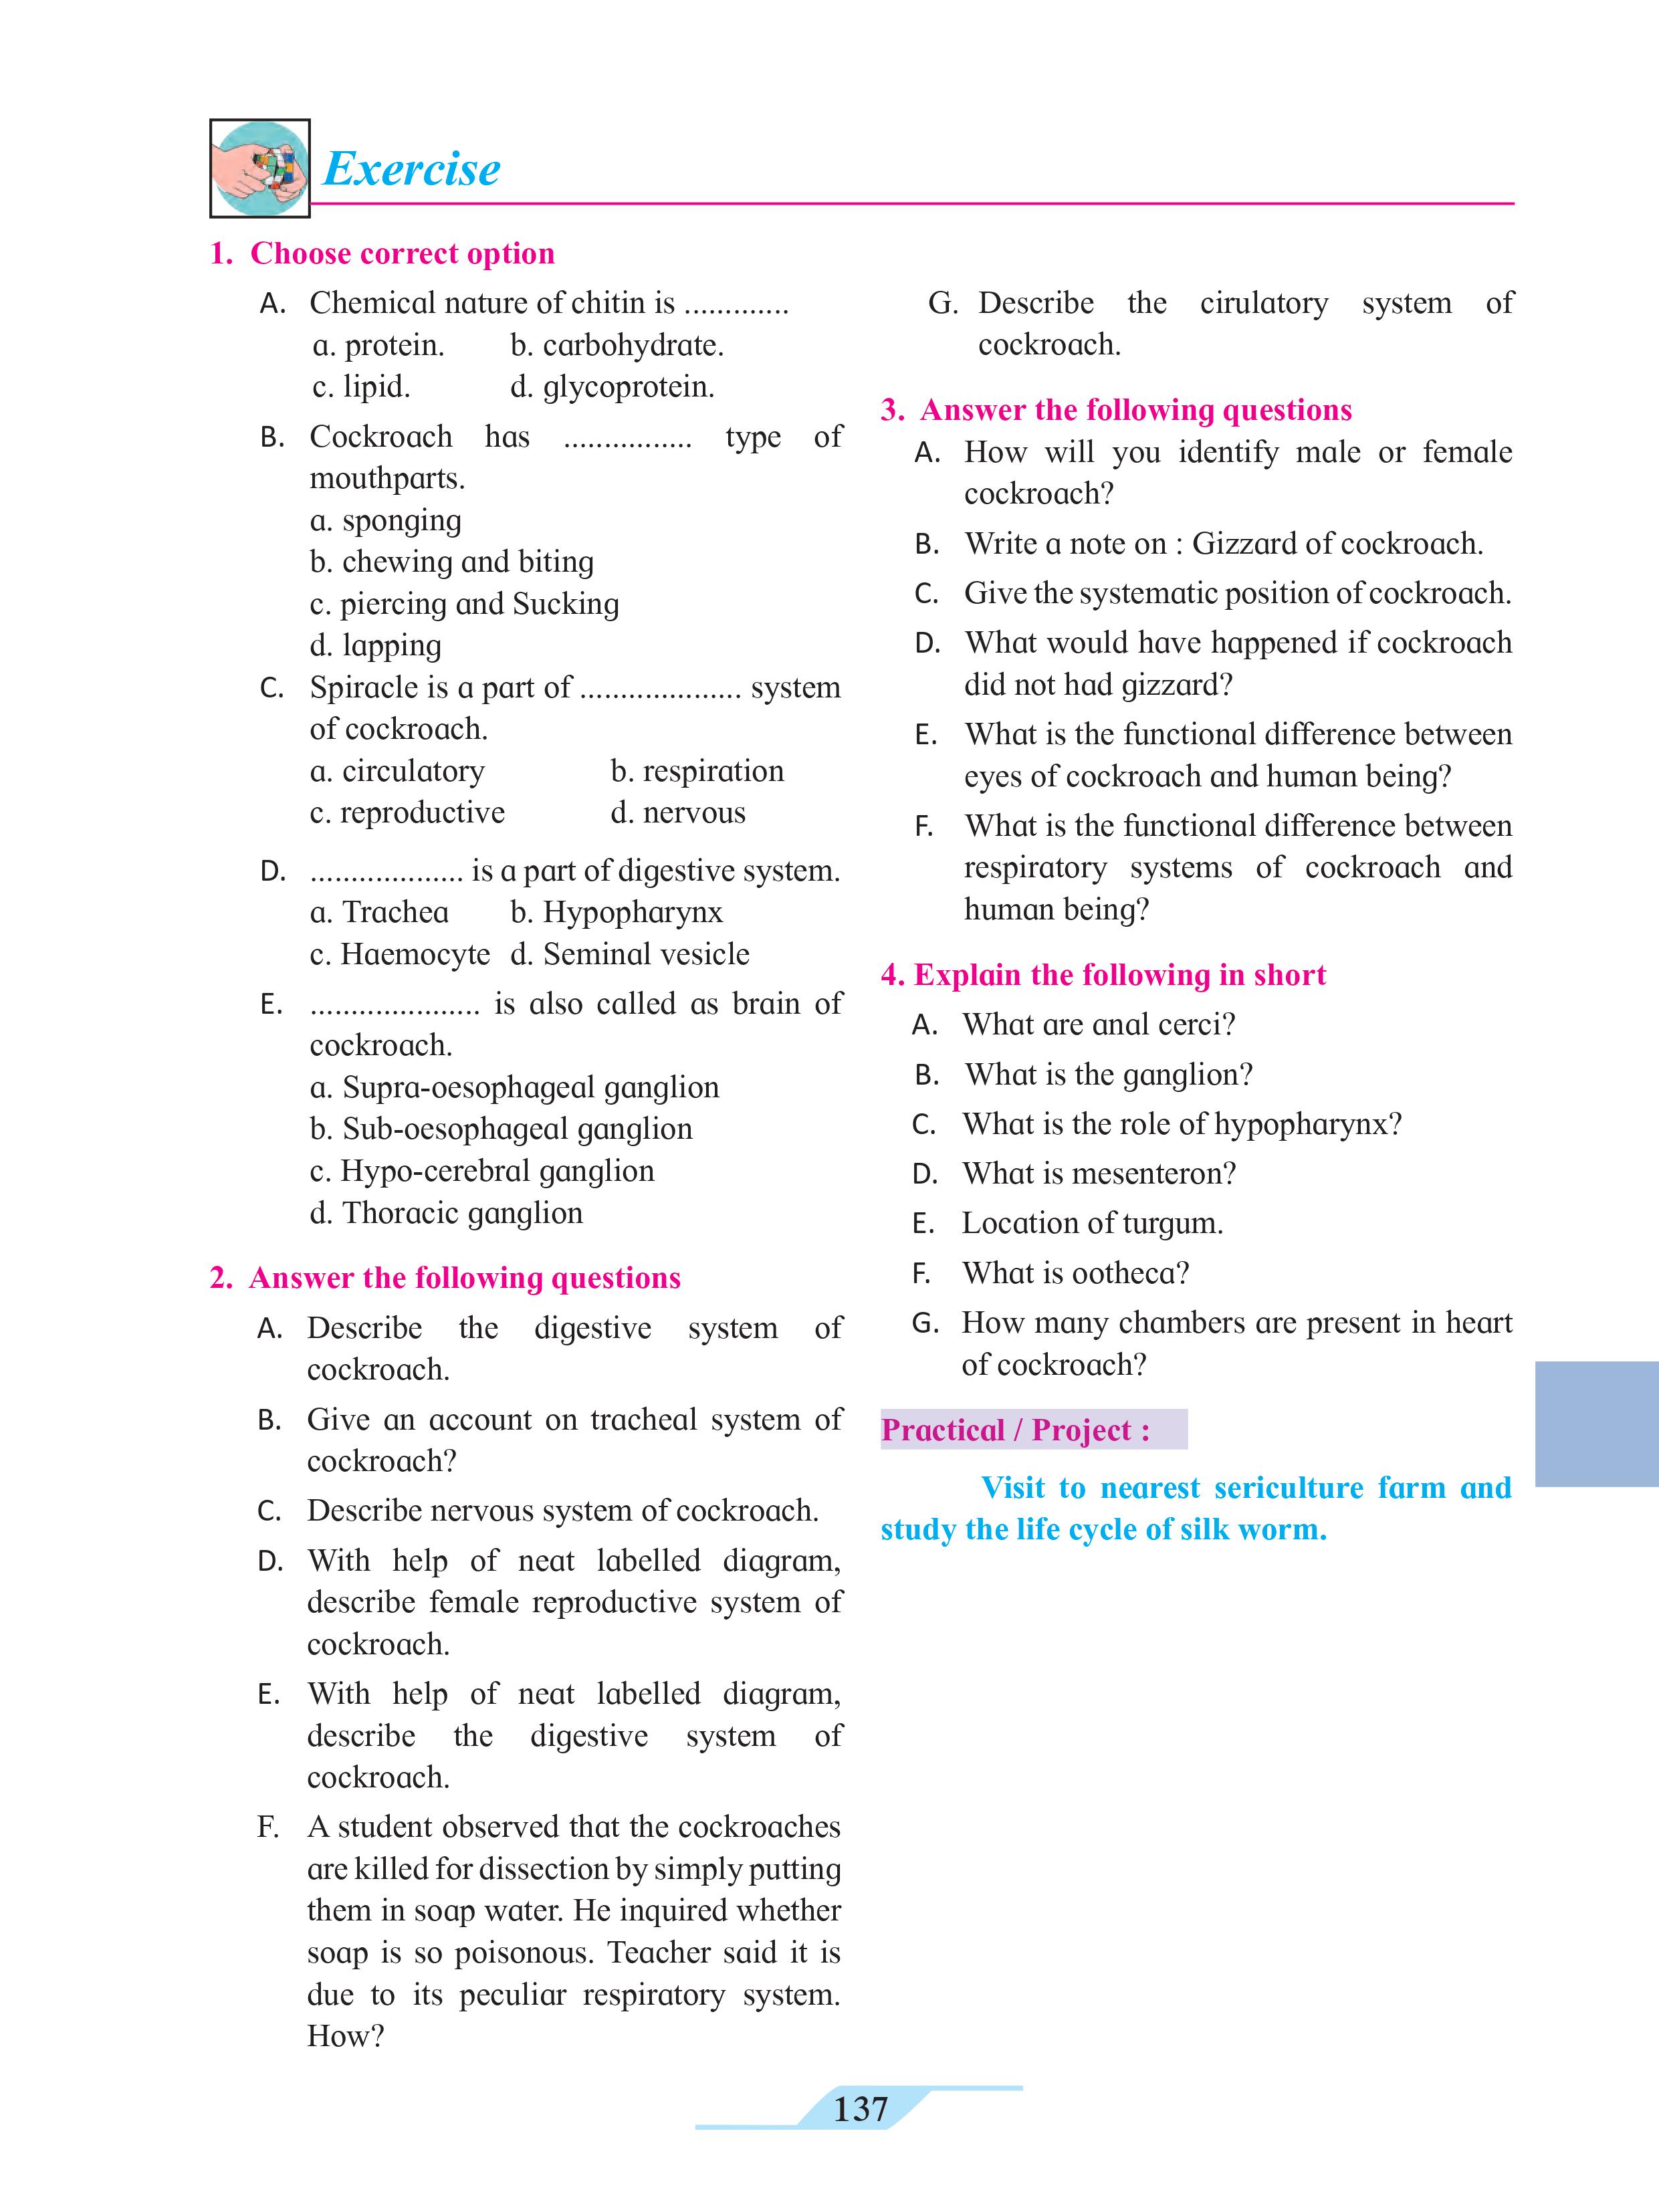 Exercise
1. Choose correct option
A. Chemical nature of chitin is .............
a. protein. b. carbohydrate.
c. lipid. d. glycoprotein.
B. Cockroach has ................ type of
mouthparts.
a. sponging
b. chewing and biting
c. piercing and Sucking
d. lapping
C. Spiracle is a part of .................... system
of cockroach.
a. circulatory b. respiration
c. reproductive d. nervous
D. ................... is a part of digestive system.
a. Trachea b. Hypopharynx
c. Haemocyte d. Seminal vesicle
E. ..................... is also called as brain of
cockroach.
a. Supra-oesophageal ganglion
b. Sub-oesophageal ganglion
c. Hypo-cerebral ganglion
d. Thoracic ganglion
2. Answer the following questions
A. Describe the digestive system of
cockroach.
B. Give an account on tracheal system of
cockroach?
C. Describe nervous system of cockroach.
D. With help of neat labelled diagram,
describe female reproductive system of
cockroach.
E. With help of neat labelled diagram,
describe the digestive system of
cockroach.
F. A student observed that the cockroaches
are killed for dissection by simply putting
them in soap water. He inquired whether
soap is so poisonous. Teacher said it is
due to its peculiar respiratory system.
How?
G. Describe the cirulatory system of
cockroach.
3. Answer the following questions
A. How will you identify male or female
cockroach?
B. Write a note on : Gizzard of cockroach.
C. Give the systematic position of cockroach.
D. What would have happened if cockroach
did not had gizzard?
E. What is the functional difference between
eyes of cockroach and human being?
F. What is the functional difference between
respiratory systems of cockroach and
human being?
4. Explain the following in short
A. What are anal cerci?
B. What is the ganglion?
C. What is the role of hypopharynx?
D. What is mesenteron?
E. Location of turgum.
F. What is ootheca?
G. How many chambers are present in heart
of cockroach?
Practical / Project :
Visit to nearest sericulture farm and
study the life cycle of silk worm.
137